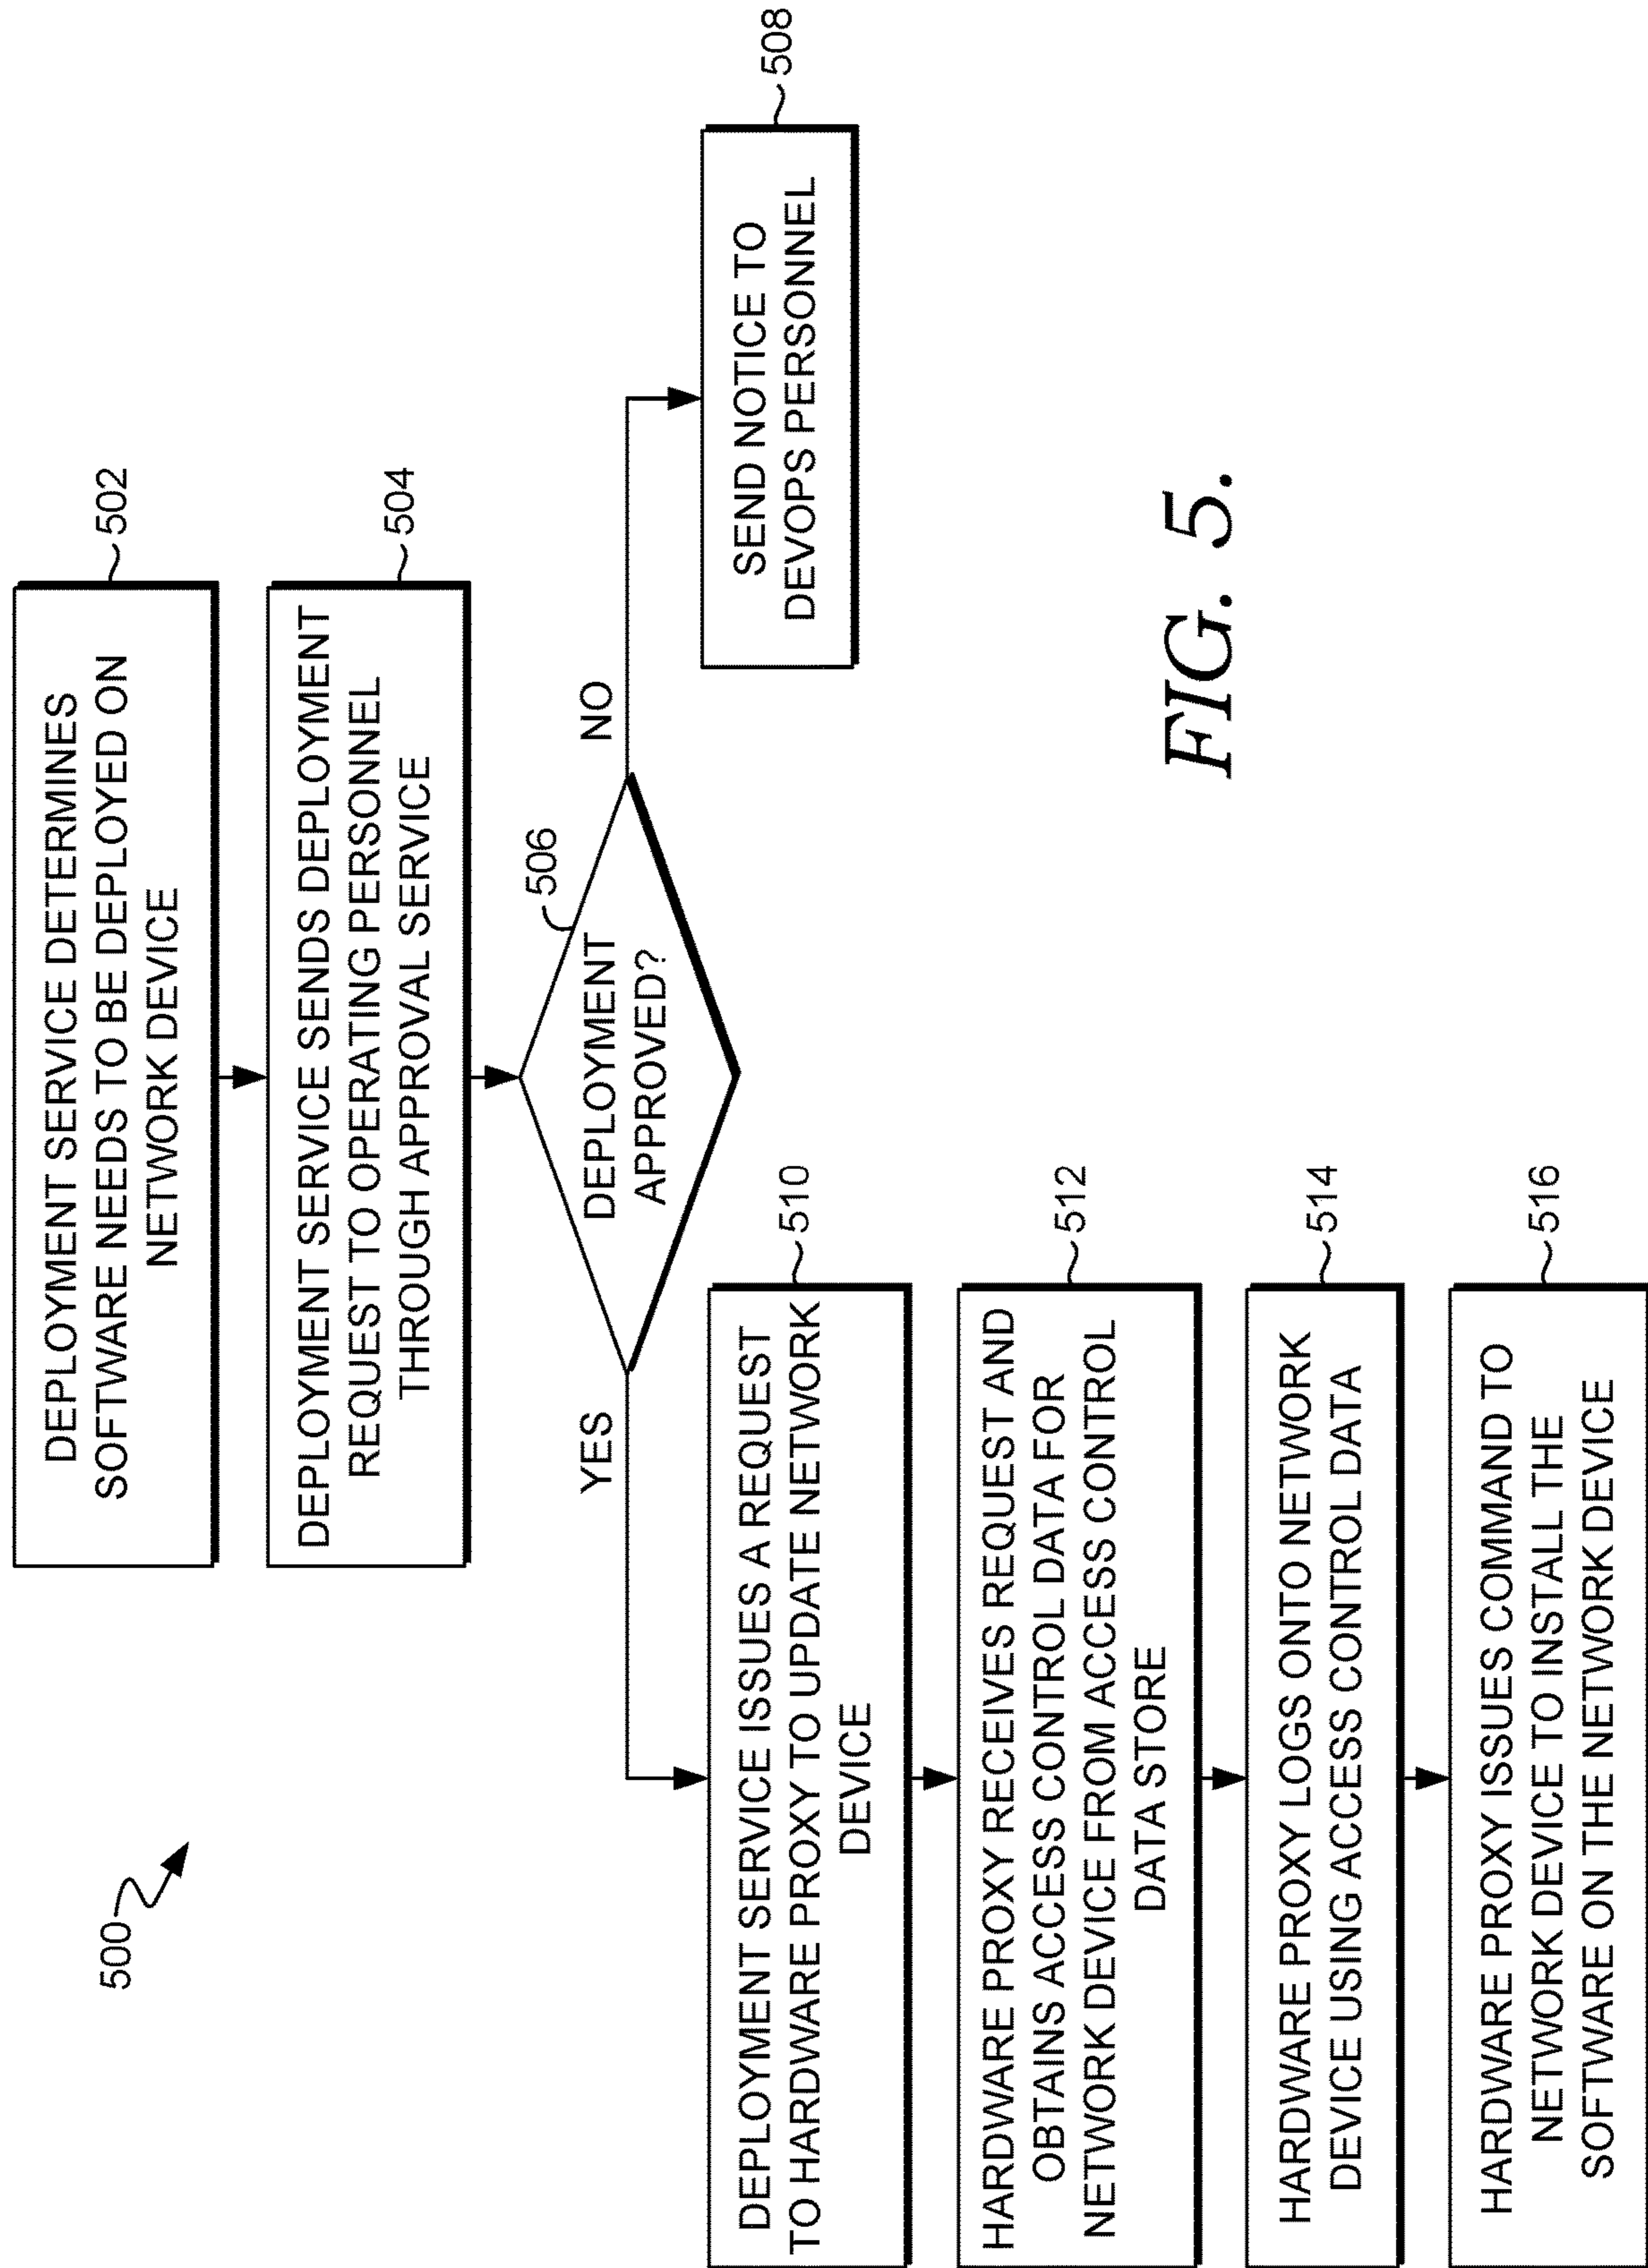 500
DEPLOYMENT SERVICE DETERMINES
SOFTWARE NEEDS TO BE DEPLOYED ON
NETWORK DEVICE
502
DEPLOYMENT SERVICE SENDS DEPLOYMENT
REQUEST TO OPERATING PERSONNEL
THROUGH APPROVAL SERVICE
504
DEPLOYMENT
APPROVED?
506
YES
NO
SEND NOTICE TO
DEVOPS PERSONNEL
508
DEPLOYMENT SERVICE ISSUES A REQUEST
TO HARDWARE PROXY TO UPDATE NETWORK
DEVICE
510
HARDWARE PROXY RECEIVES REQUEST AND
OBTAINS ACCESS CONTROL DATA FOR
NETWORK DEVICE FROM ACCESS CONTROL
DATA STORE
512
HARDWARE PROXY LOGS ONTO NETWORK
DEVICE USING ACCESS CONTROL DATA
514
HARDWARE PROXY ISSUES COMMAND TO
NETWORK DEVICE TO INSTALL THE
SOFTWARE ON THE NETWORK DEVICE
516
FIG. 5.